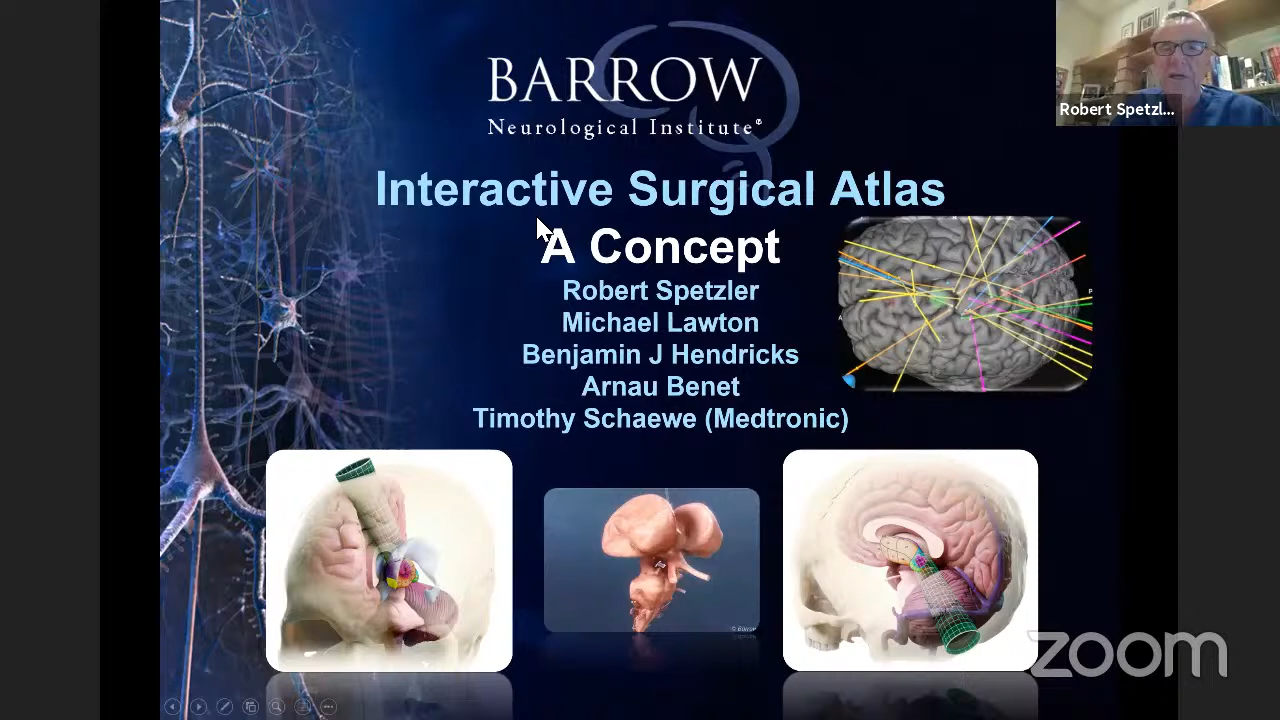 BARROW
Neurological Institute®
Interactive Surgical Atlas
A Concept
Robert Spetzler
Michael Lawton
Benjamin J Hendricks
Arnau Benet
Timothy Schaewe (Medtronic)
Robert Spetzl...
A
P
© Barrow
zoom